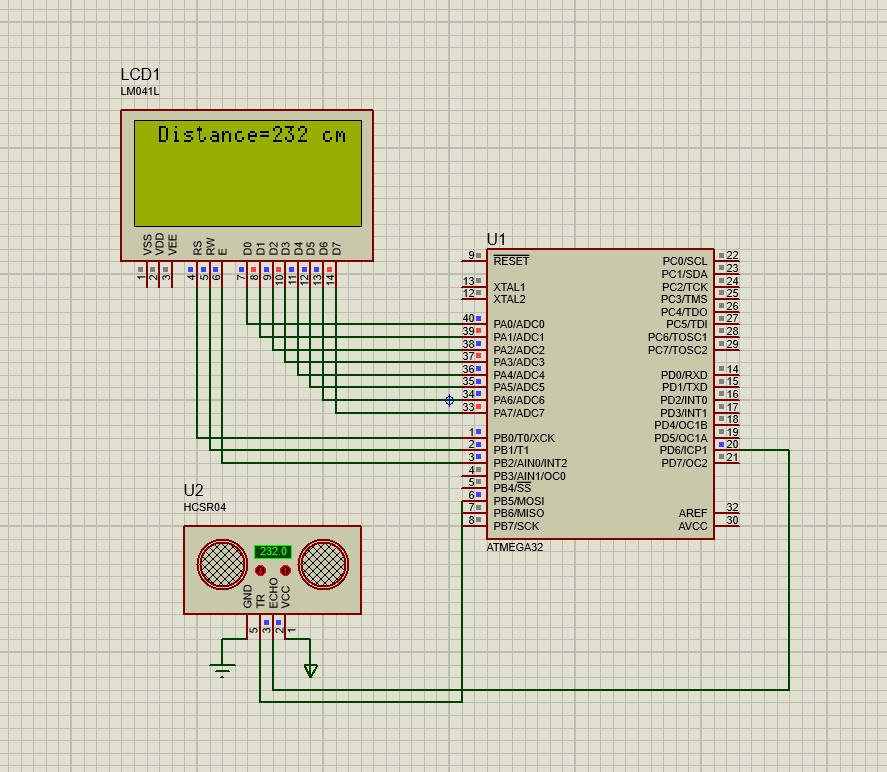 LCD1
LM041L
Distance=232 cm
VSS VDD VEE RS RW E D0 D1 D2 D3 D4 D5 D6 D7
1 2 3 4 5 6 7 8 9 10 11 12 13 14
U1
9 RESET PC0/SCL 22
PC1/SDA 23
13 XTAL1 PC2/TCK 24
12 XTAL2 PC3/TMS 25
PC4/TDO 26
40 PA0/ADC0 PC5/TDI 27
39 PA1/ADC1 PC6/TOSC1 28
38 PA2/ADC2 PC7/TOSC2 29
37 PA3/ADC3
36 PA4/ADC4 PD0/RXD 14
35 PA5/ADC5 PD1/TXD 15
34 PA6/ADC6 PD2/INT0 16
33 PA7/ADC7 PD3/INT1 17
PD4/OC1B 18
1 PB0/T0/XCK PD5/OC1A 19
2 PB1/T1 PD6/ICP1 20
3 PB2/AIN0/INT2 PD7/OC2 21
4 PB3/AIN1/OC0
5 PB4/SS
6 PB5/MOSI
7 PB6/MISO AREF 32
8 PB7/SCK AVCC 30
ATMEGA32
U2
HCSR04
232.0
GND TR ECHO VCC
5 3 2 1